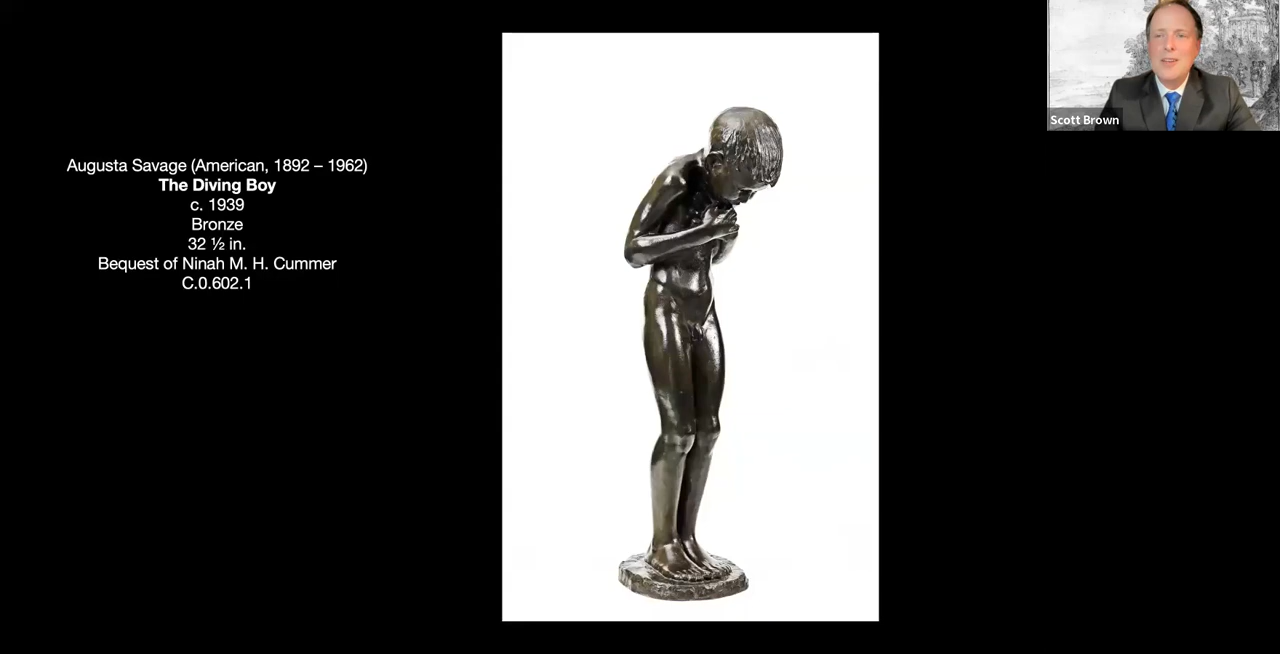 Augusta Savage (American, 1892 – 1962)
The Diving Boy
c. 1939
Bronze
32 ½ in.
Bequest of Ninah M. H. Cummer
C.0.602.1
Scott Brown